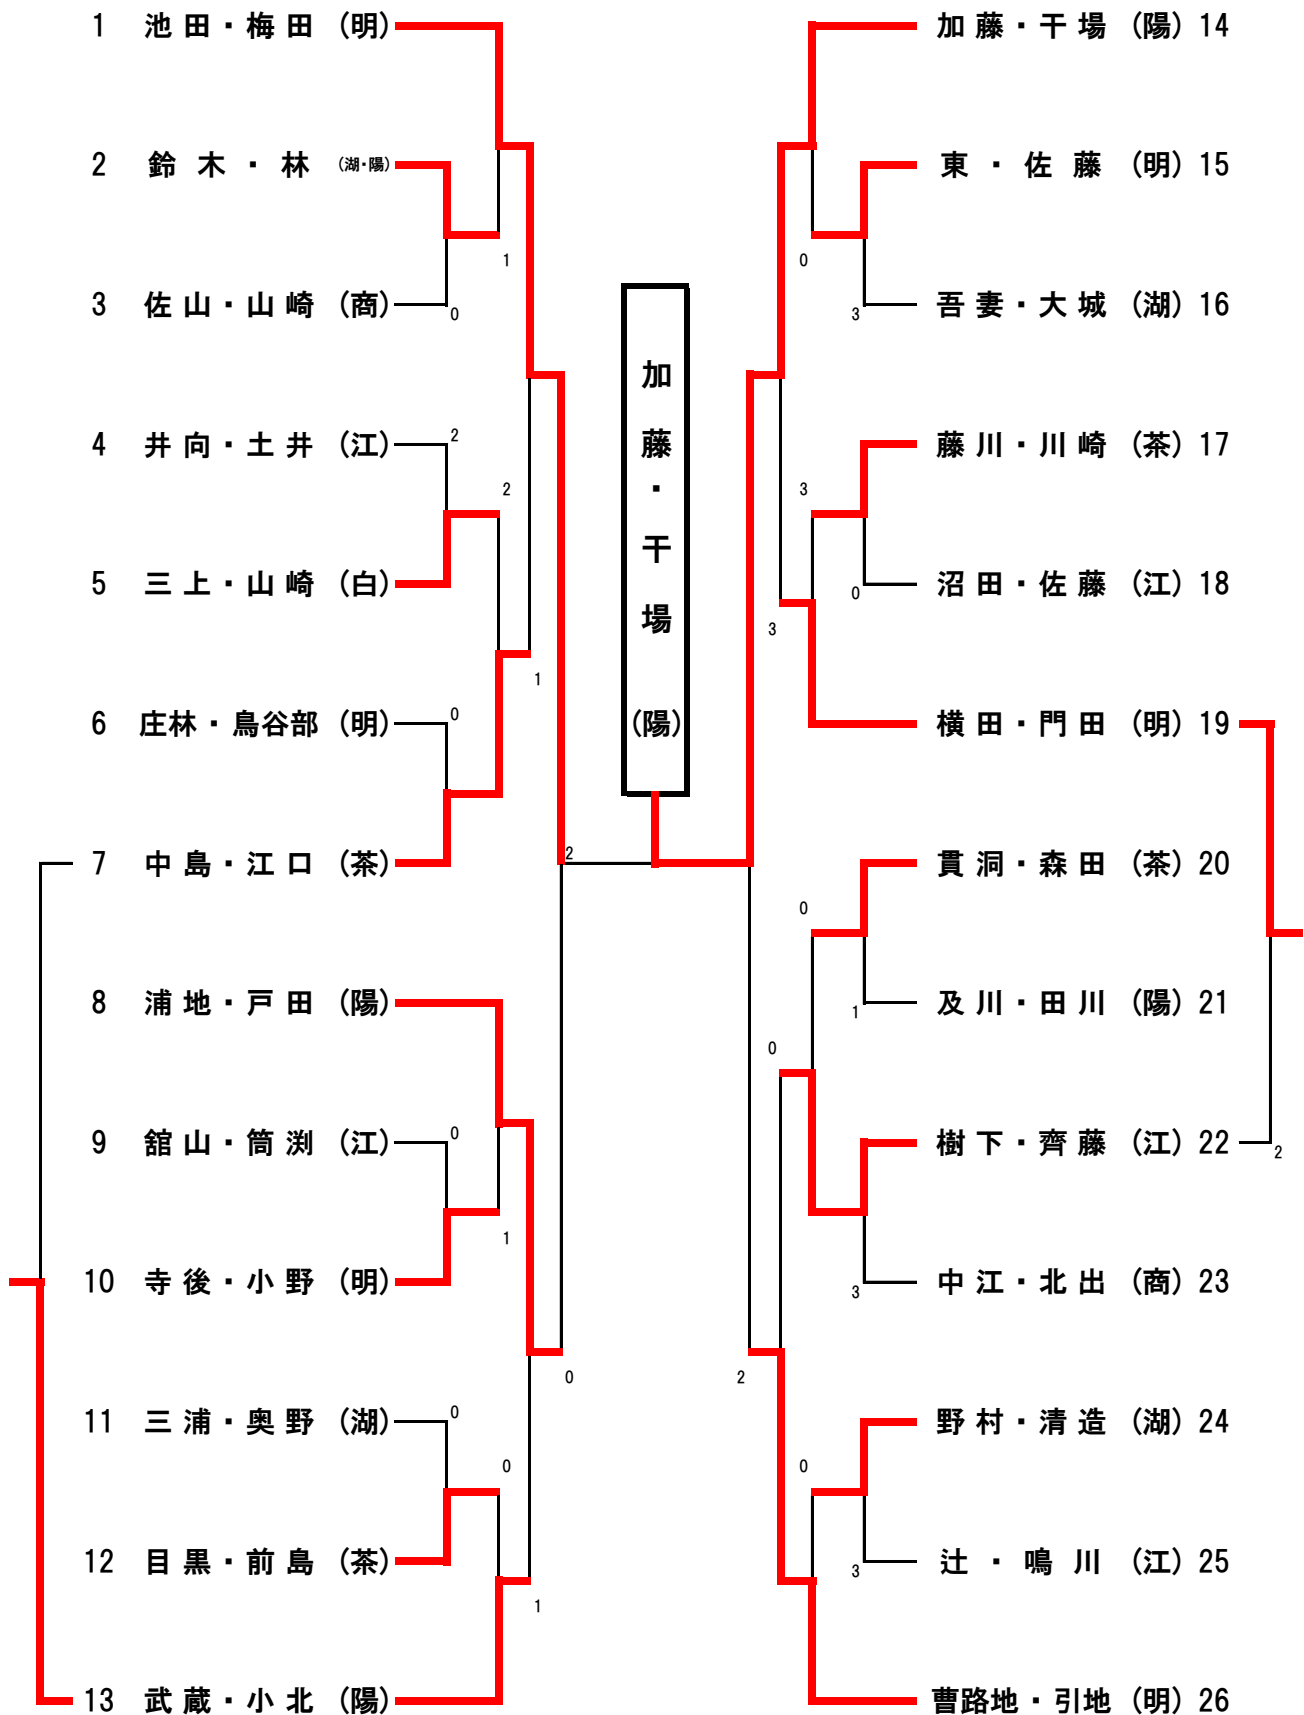 1 池田・梅田 (明)
2 鈴木・林 (湖・陽)
1
3 佐山・山崎 (商)
0
4 井向・土井 (江)
2
2
5 三上・山崎 (白)
1
6 庄林・鳥谷部 (明)
0
7 中島・江口 (茶)
2
8 浦地・戸田 (陽)
9 舘山・筒渕 (江)
0
1
10 寺後・小野 (明)
0
11 三浦・奥野 (湖)
0
0
12 目黒・前島 (茶)
1
13 武蔵・小北 (陽)
加藤・干場 (陽)
加藤・干場 (陽) 14
東・佐藤 (明) 15
0
吾妻・大城 (湖) 16
3
藤川・川崎 (茶) 17
3
沼田・佐藤 (江) 18
0
3
横田・門田 (明) 19
貫洞・森田 (茶) 20
0
及川・田川 (陽) 21
1
0
樹下・齊藤 (江) 22
2
中江・北出 (商) 23
3
2
野村・清造 (湖) 24
0
辻・鳴川 (江) 25
3
曹路地・引地 (明) 26